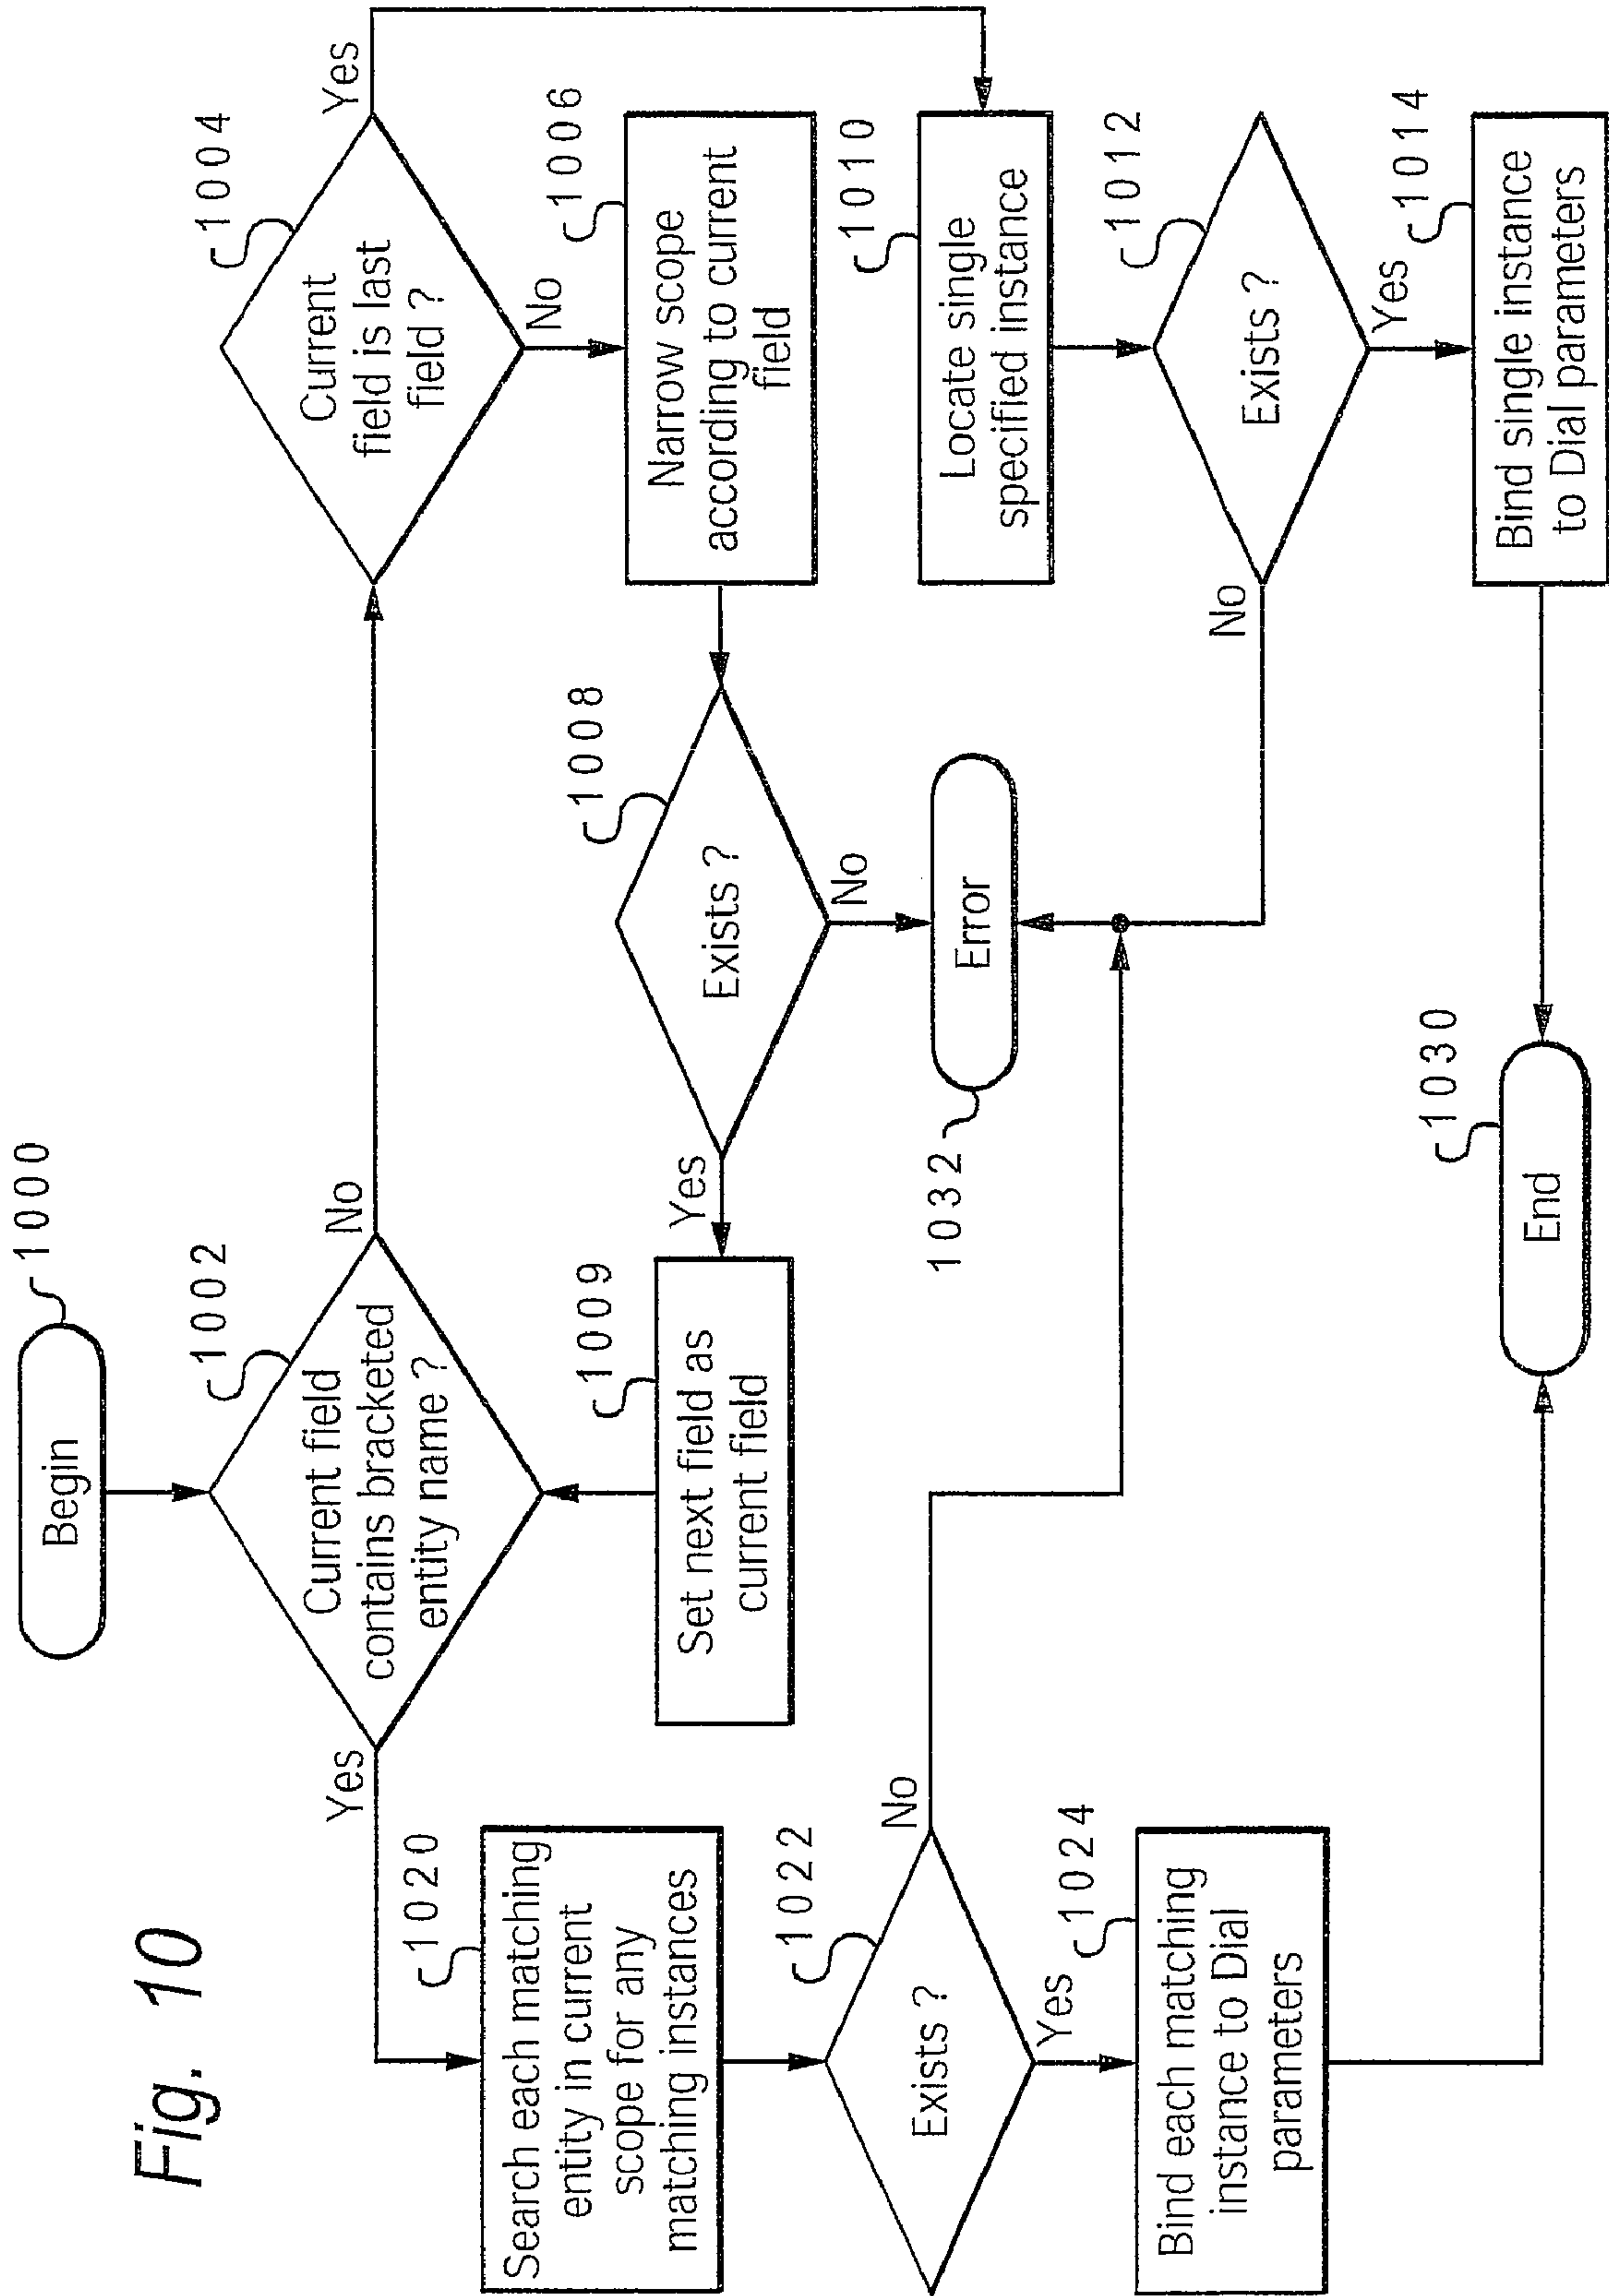 Fig. 10
Begin
1000
Current field
contains bracketed
entity name ?
1002
Yes
No
Current
field is last
field ?
1004
Yes
No
Narrow scope
according to current
field
1006
Exists ?
1008
Yes
No
Set next field as
current field
1009
Locate single
specified instance
1010
Exists ?
1012
No
Yes
Bind single instance
to Dial parameters
1014
Search each matching
entity in current
scope for any
matching instances
1020
Exists ?
1022
No
Yes
Bind each matching
instance to Dial
parameters
1024
Error
1032
End
1030